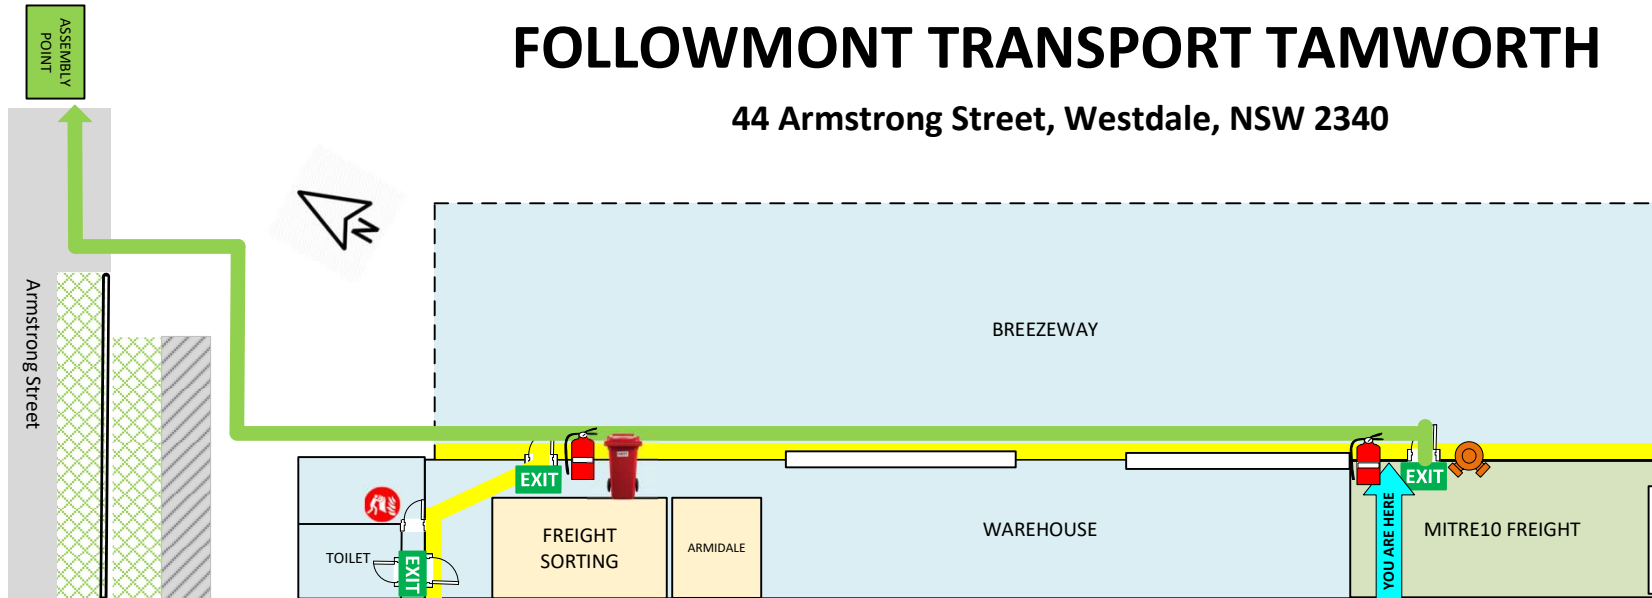 ASSEMBLY
POINT
FOLLOWMONT TRANSPORT TAMWORTH
44 Armstrong Street, Westdale, NSW 2340
N
Armstrong Street
BREEZEWAY
EXIT
EXIT
FREIGHT
SORTING
ARMIDALE
WAREHOUSE
YOU ARE HERE
MITRE10 FREIGHT
TOILET
EXIT